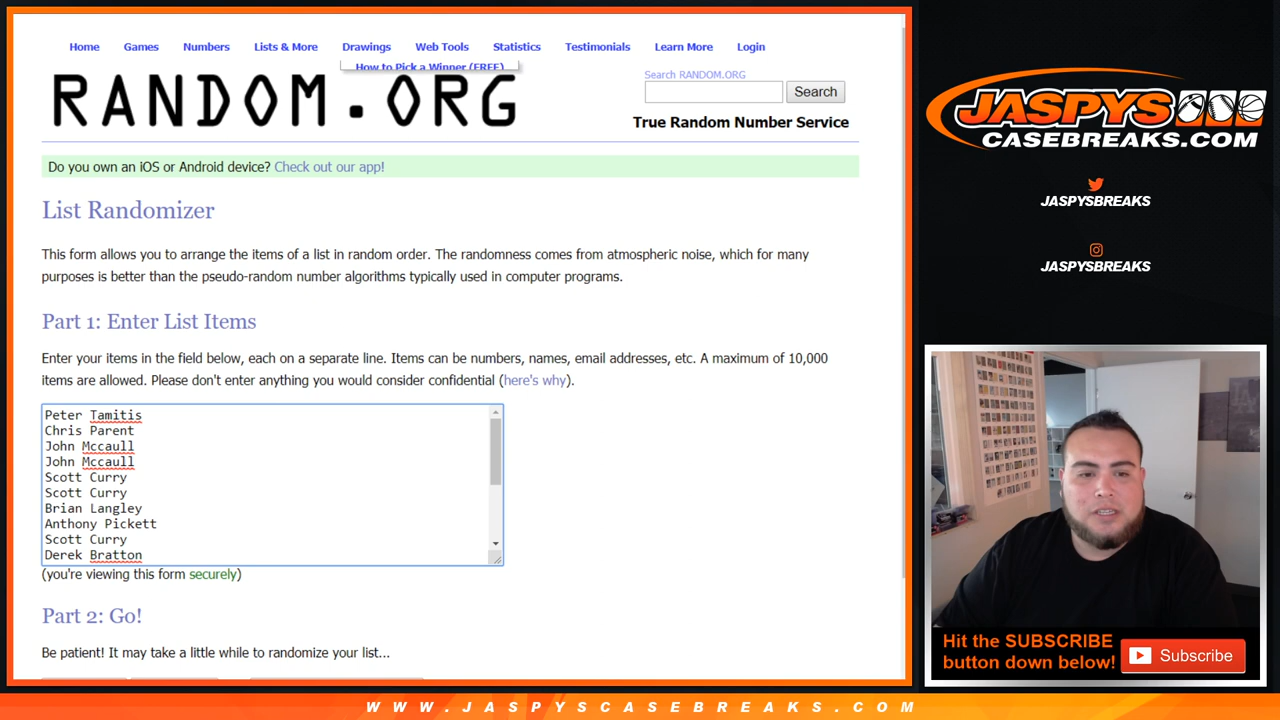 Home Games Numbers Lists & More Drawings Web Tools Statistics Testimonials Learn More Login
How to Pick a Winner (FREE)
RANDOM.ORG
Search RANDOM.ORG
Search
True Random Number Service
Do you own an iOS or Android device? Check out our app!
List Randomizer
This form allows you to arrange the items of a list in random order. The randomness comes from atmospheric noise, which for many
purposes is better than the pseudo-random number algorithms typically used in computer programs.
Part 1: Enter List Items
Enter your items in the field below, each on a separate line. Items can be numbers, names, email addresses, etc. A maximum of 10,000
items are allowed. Please don't enter anything you would consider confidential (here's why).
Peter Tamitis
Chris Parent
John Mccaull
John Mccaull
Scott Curry
Scott Curry
Brian Langley
Anthony Pickett
Scott Curry
Derek Bratton
(you're viewing this form securely)
Part 2: Go!
Be patient! It may take a little while to randomize your list...
JASPYS
CASEBREAKS.COM
JASPYSBREAKS
JASPYSBREAKS
Hit the SUBSCRIBE
button down below!
Subscribe
WWW.JASPYSCASEBREAKS.COM